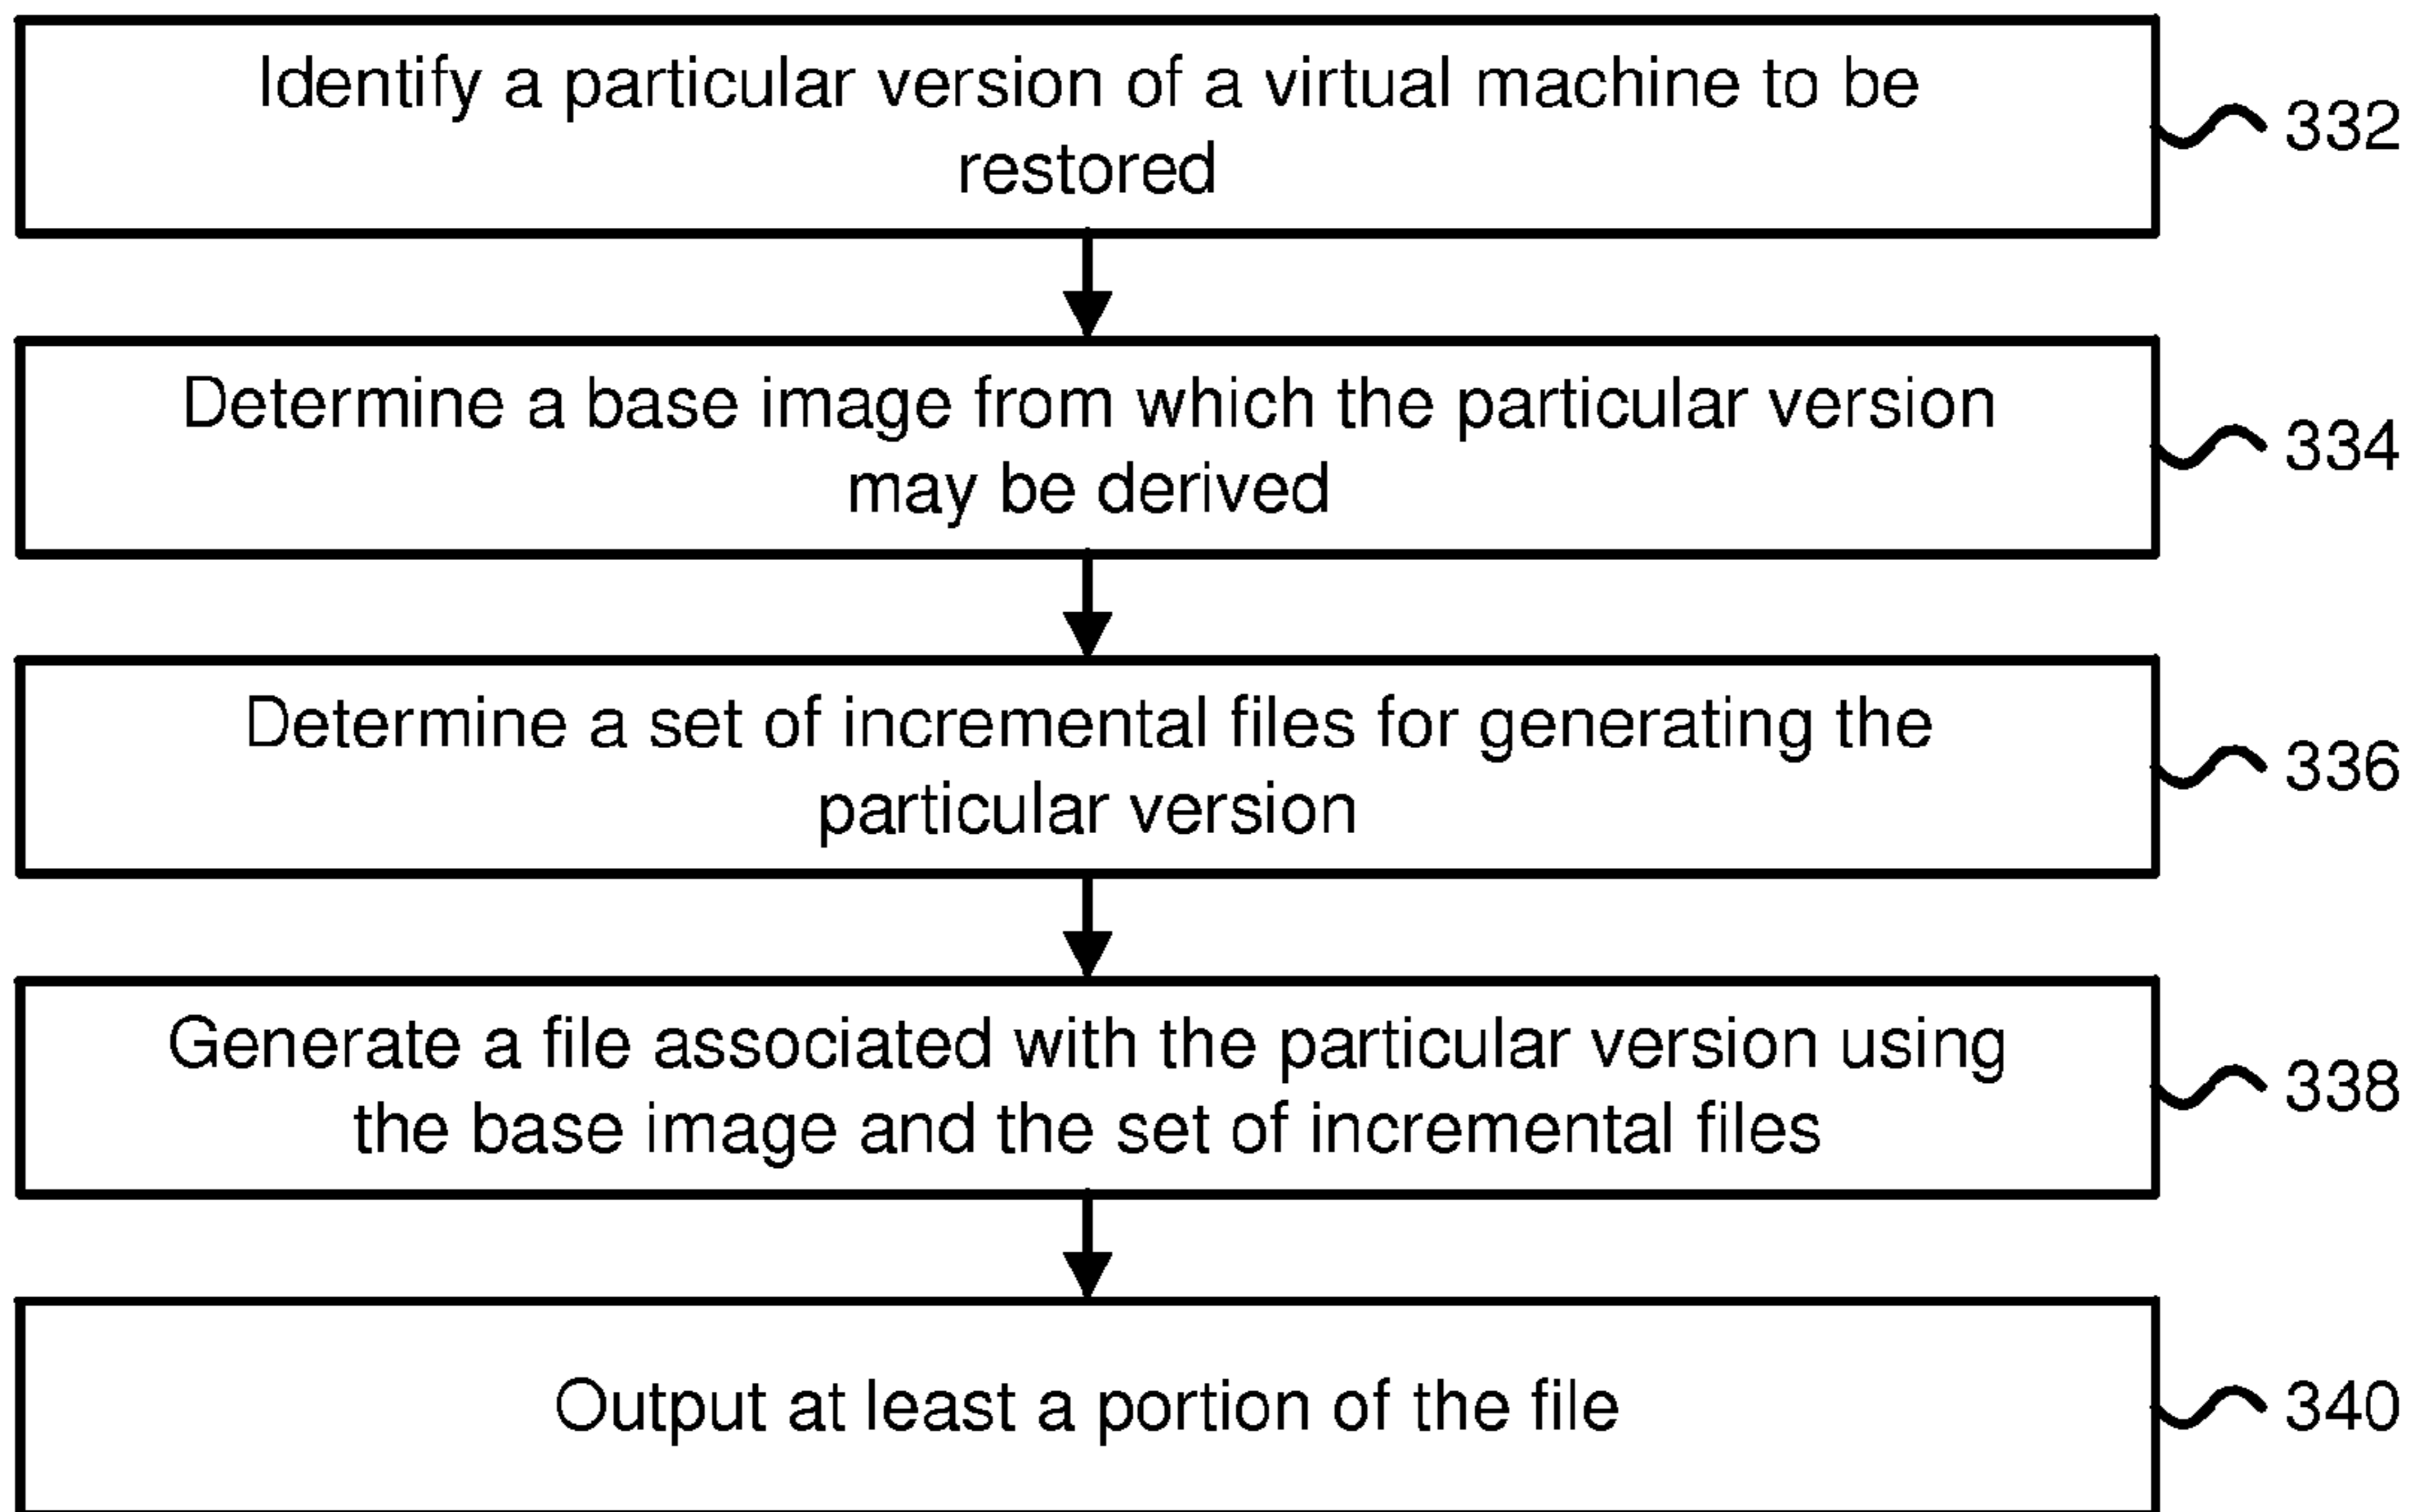 Identify a particular version of a virtual machine to be
restored
332
Determine a base image from which the particular version
may be derived
334
Determine a set of incremental files for generating the
particular version
336
Generate a file associated with the particular version using
the base image and the set of incremental files
338
Output at least a portion of the file
340